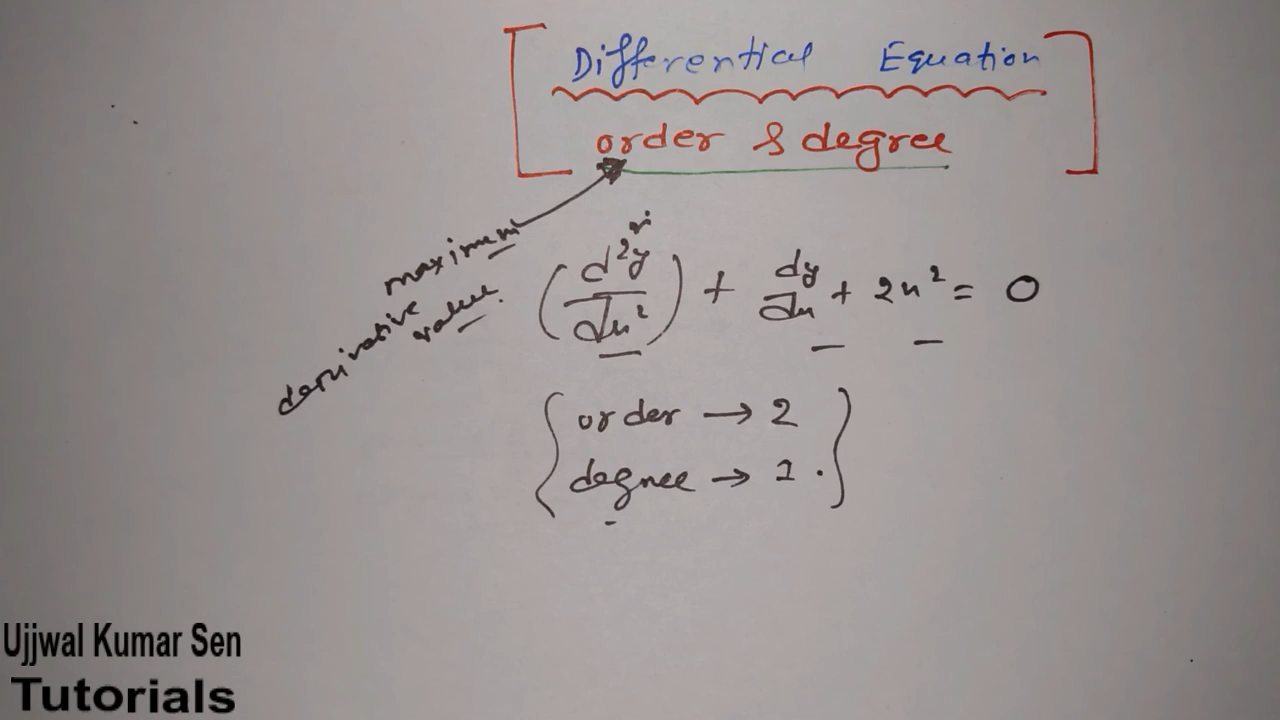 Differential Equation
order & degree
maximum
derivative value.
(d²y/dx²) + dy/dx + 2x² = 0
order → 2
degree → 1.
Ujjwal Kumar Sen
Tutorials